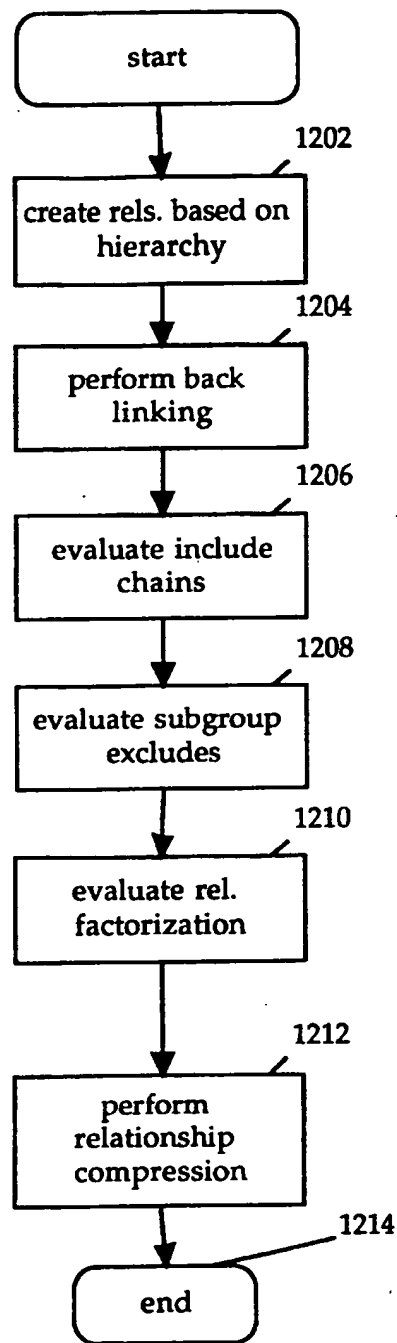 start
1202
create rels. based on
hierarchy
1204
perform back
linking
1206
evaluate include
chains
1208
evaluate subgroup
excludes
1210
evaluate rel.
factorization
1212
perform
relationship
compression
1214
end